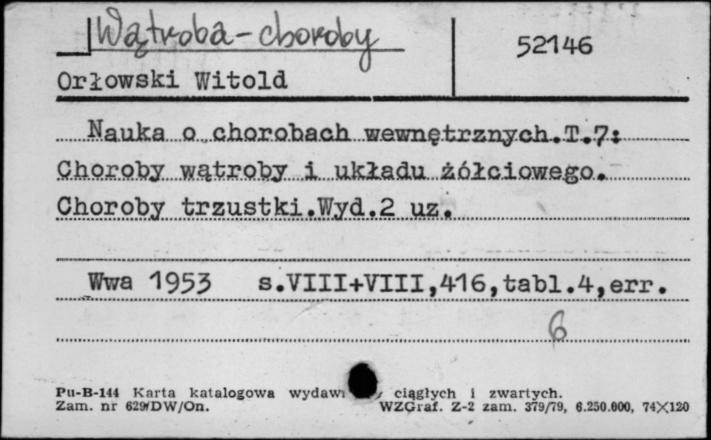 Wątroba - choroby
52146
Orłowski Witold
Nauka o chorobach wewnętrznych.T.7:
Choroby wątroby i układu żółciowego.
Choroby trzustki.Wyd.2 uz.
Wwa 1953 s.VIII+VIII,416,tabl.4,err.
6
Pu-B-144 Karta katalogowa wydawn ciągłych i zwartych.
Zam. nr 629/DW/On. WZGraf. Z-2 zam. 379/79, 6.250.000, 74×120